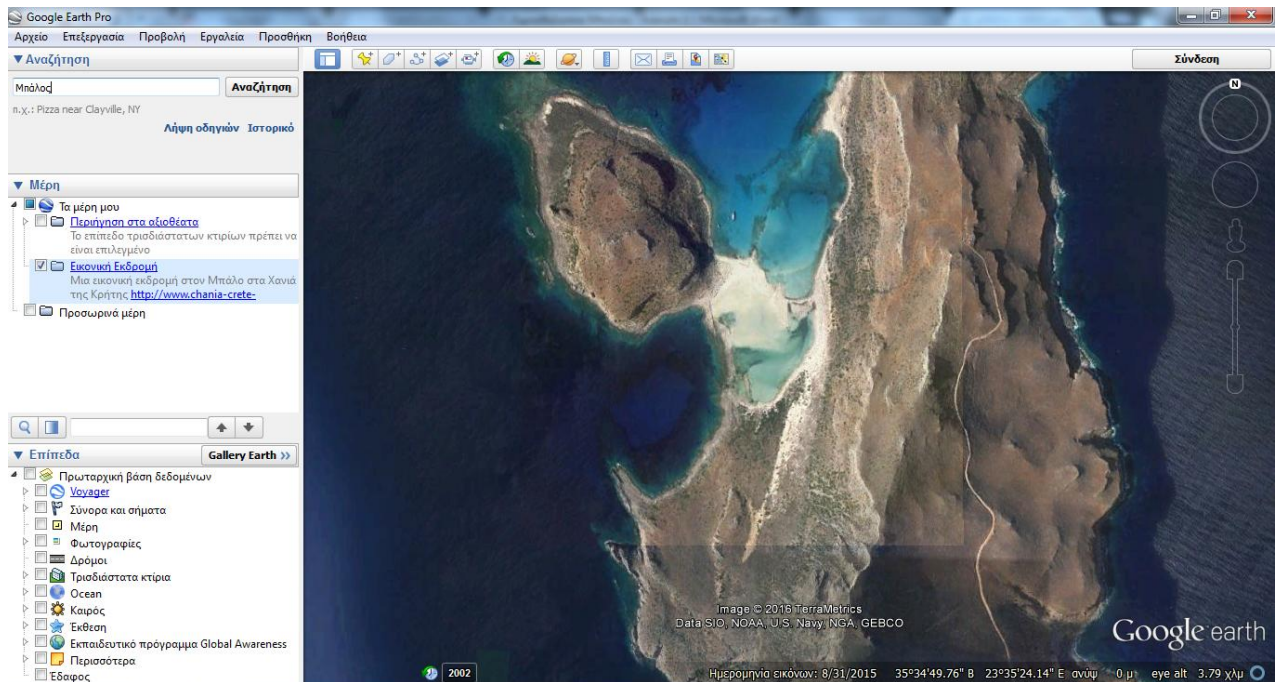 Google Earth Pro
Αρχείο Επεξεργασία Προβολή Εργαλεία Προσθήκη Βοήθεια
Αναζήτηση
Μπάλος
Αναζήτηση
π.χ.: Pizza near Clayville, NY
Λήψη οδηγιών Ιστορικό
Μέρη
Τα μέρη μου
Περιήγηση στα αξιοθέατα
Το επίπεδο τρισδιάστατων κτιρίων πρέπει να
είναι επιλεγμένο
Εικονική Εκδρομή
Μια εικονική εκδρομή στον Μπάλο στα Χανιά
της Κρήτης http://www.chania-crete-
Προσωρινά μέρη
Επίπεδα
Gallery Earth »
Πρωταρχική βάση δεδομένων
Voyager
Σύνορα και σήματα
Μέρη
Φωτογραφίες
Δρόμοι
Τρισδιάστατα κτίρια
Ocean
Καιρός
Έκθεση
Εκπαιδευτικό πρόγραμμα Global Awareness
Περισσότερα
Έδαφος
Σύνδεση
N
Image © 2016 TerraMetrics
Data SIO, NOAA, U.S. Navy, NGA, GEBCO
Google earth
2002
Ημερομηνία εικόνων: 8/31/2015 35°34'49.76" Β 23°35'24.14" Ε ανύψ 0 μ eye alt 3.79 χλμ